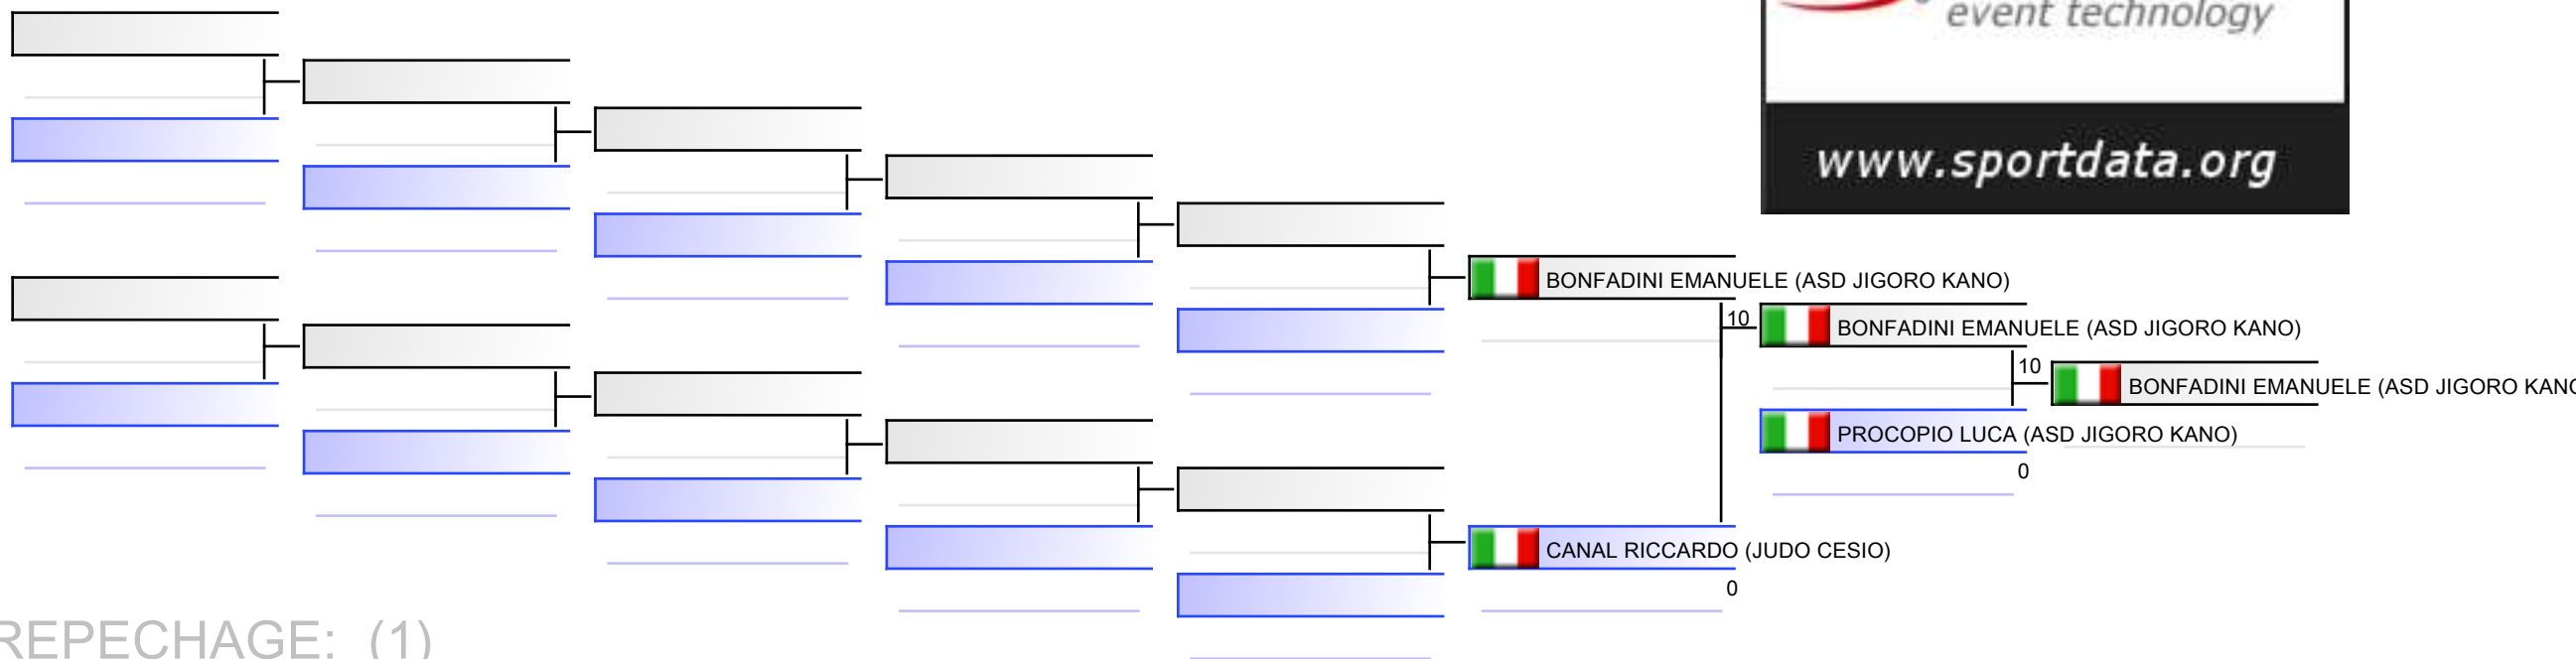 event technology
www.sportdata.org
BONFADINI EMANUELE (ASD JIGORO KANO)
10
BONFADINI EMANUELE (ASD JIGORO KANO)
10
BONFADINI EMANUELE (ASD JIGORO KANO
PROCOPIO LUCA (ASD JIGORO KANO)
0
CANAL RICCARDO (JUDO CESIO)
0
REPECHAGE: (1)